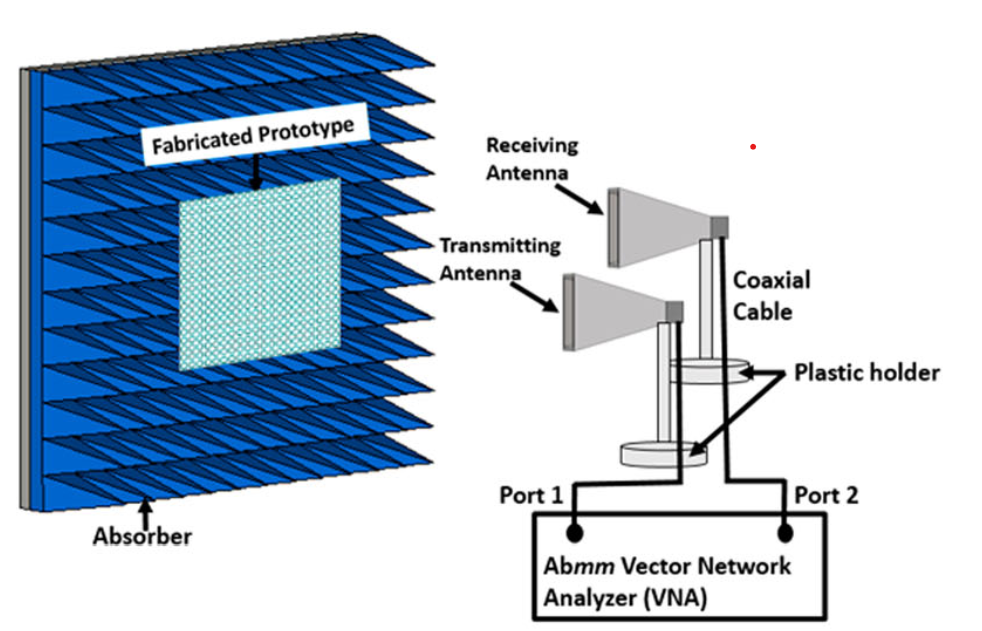 Fabricated Prototype
Receiving
Antenna
Transmitting
Antenna
Coaxial
Cable
Plastic holder
Port 1
Port 2
Absorber
Abmm Vector Network
Analyzer (VNA)